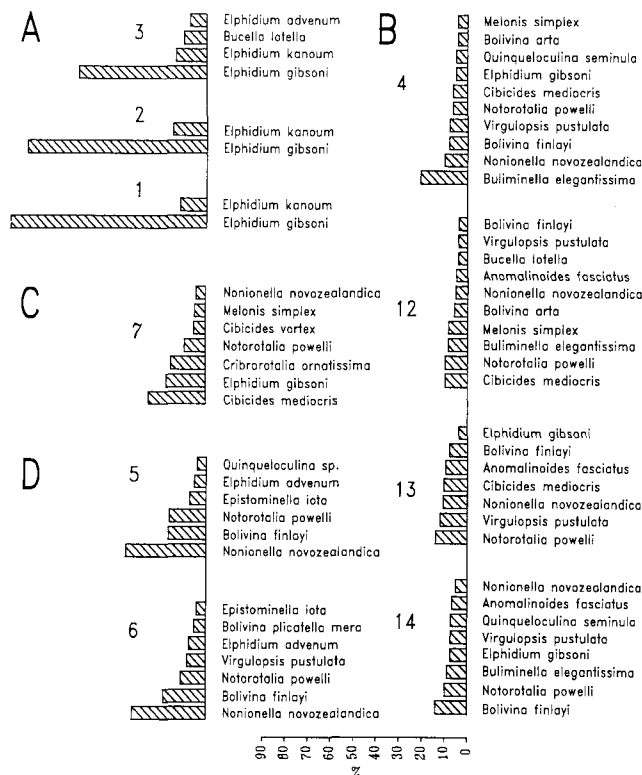 A
3
Elphidium advenum
Bucella lotella
Elphidium kanoum
Elphidium gibsoni
2
Elphidium kanoum
Elphidium gibsoni
1
Elphidium kanoum
Elphidium gibsoni
C
7
Nonionella novozealandica
Melonis simplex
Cibicides vortex
Notorotalia powelli
Cribrorotalia ornatissima
Elphidium gibsoni
Cibicides mediocris
D
5
Quinqueloculina sp.
Elphidium advenum
Epistominella iota
Notorotalia powelli
Bolivina finlayi
Nonionella novozealandica
6
Epistominella iota
Bolivina plicatella mera
Elphidium advenum
Virgulopsis pustulata
Notorotalia powelli
Bolivina finlayi
Nonionella novozealandica
B
4
Melonis simplex
Bolivina arta
Quinqueloculina seminula
Elphidium gibsoni
Cibicides mediocris
Notorotalia powelli
Virgulopsis pustulata
Bolivina finlayi
Nonionella novozealandica
Buliminella elegantissima
12
Bolivina finlayi
Virgulopsis pustulata
Bucella lotella
Anomalinoides fasciatus
Nonionella novozealandica
Bolivina arta
Melonis simplex
Buliminella elegantissima
Notorotalia powelli
Cibicides mediocris
13
Elphidium gibsoni
Bolivina finlayi
Anomalinoides fasciatus
Cibicides mediocris
Nonionella novozealandica
Virgulopsis pustulata
Notorotalia powelli
14
Nonionella novozealandica
Anomalinoides fasciatus
Quinqueloculina seminula
Virgulopsis pustulata
Elphidium gibsoni
Buliminella elegantissima
Notorotalia powelli
Bolivina finlayi
90 80 70 60 50 40 30 20 10 0
%